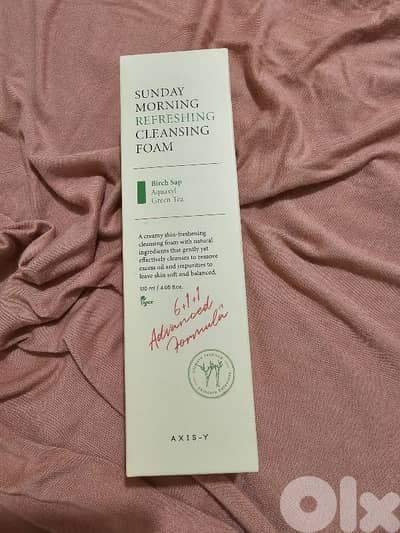 SUNDAY
MORNING
REFRESHING
CLEANSING
FOAM
Birch Sap
Aquaxyl
Green Tea
A creamy skin-freshening
cleansing foam with natural
ingredients that gently yet
effectively cleanses to remove
excess oil and impurities to
leave skin soft and balanced.
120 ml / 4.05 fl.oz.
Vegan
6+1+1
Advanced
Formula
AXIS-Y
Olx